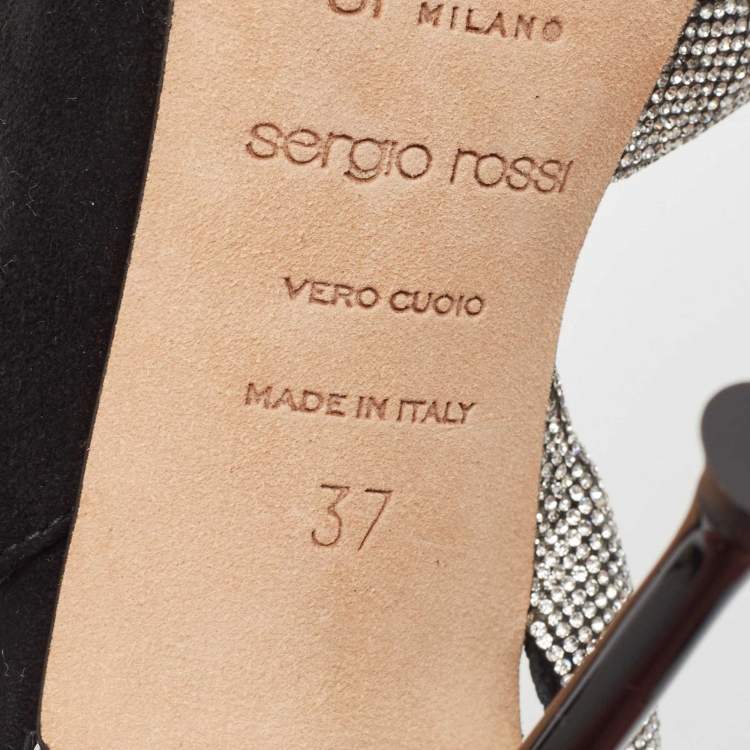 MILANO
sergio rossi
VERO CUOIO
MADE IN ITALY
37